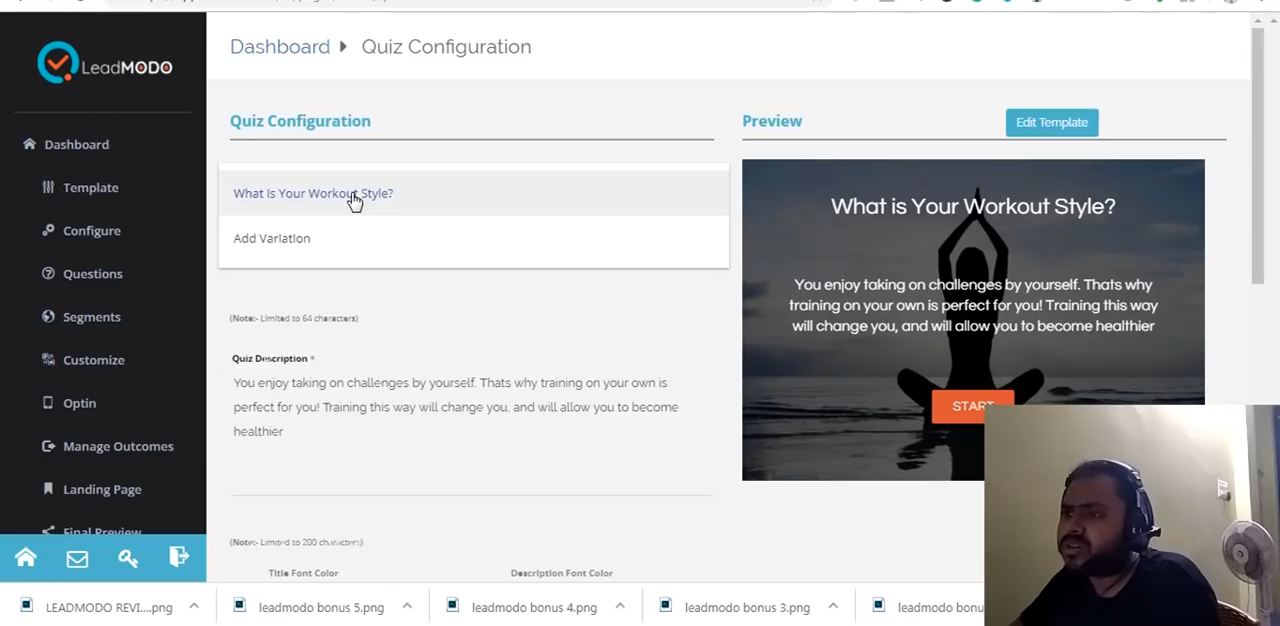 LeadMODO
Dashboard
Template
Configure
Questions
Segments
Customize
Optin
Manage Outcomes
Landing Page
Final Preview
Dashboard Quiz Configuration
Quiz Configuration
What Is Your Workout Style?
Add Variation
(Note:- Limited to 64 characters)
Quiz Description *
You enjoy taking on challenges by yourself. Thats why training on your own is
perfect for you! Training this way will change you, and will allow you to become
healthier
(Note:- Limited to 200 characters)
Title Font Color Description Font Color
Preview
Edit Template
What is Your Workout Style?
You enjoy taking on challenges by yourself. Thats why
training on your own is perfect for you! Training this way
will change you, and will allow you to become healthier
START
LEADMODO REVI....png leadmodo bonus 5.png leadmodo bonus 4.png leadmodo bonus 3.png leadmodo bonu